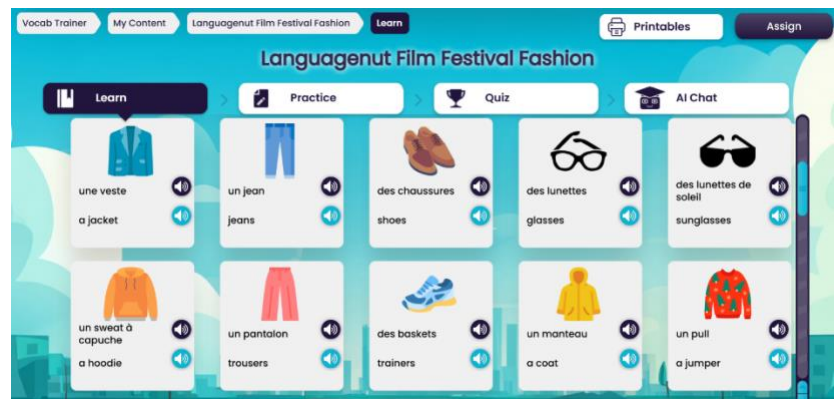 Vocab Trainer
My Content
Languagenut Film Festival Fashion
Learn
Printables
Assign
Languagenut Film Festival Fashion
Learn
Practice
Quiz
AI Chat
une veste
a jacket
un jean
jeans
des chaussures
shoes
des lunettes
glasses
des lunettes de
soleil
sunglasses
un sweat à
capuche
a hoodie
un pantalon
trousers
des baskets
trainers
un manteau
a coat
un pull
a jumper